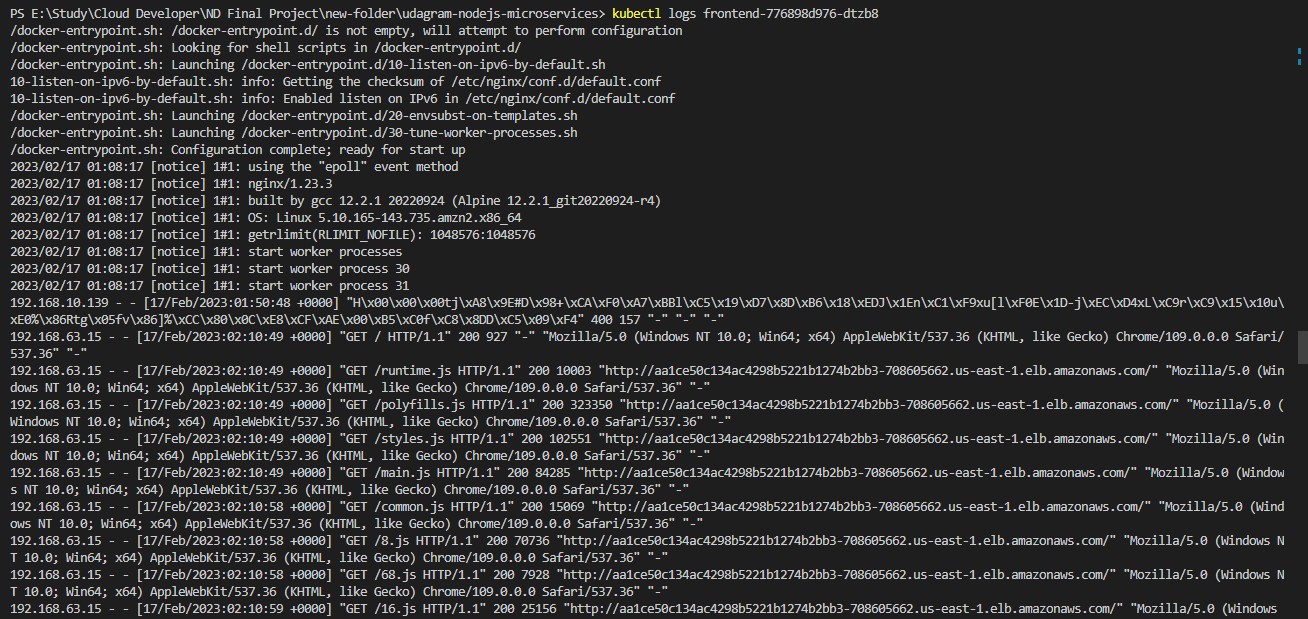 PS E:\Study\Cloud Developer\ND Final Project\new-folder\udagram-nodejs-microservices> kubectl logs frontend-776898d976-dtzb8
/docker-entrypoint.sh: /docker-entrypoint.d/ is not empty, will attempt to perform configuration
/docker-entrypoint.sh: Looking for shell scripts in /docker-entrypoint.d/
/docker-entrypoint.sh: Launching /docker-entrypoint.d/10-listen-on-ipv6-by-default.sh
10-listen-on-ipv6-by-default.sh: info: Getting the checksum of /etc/nginx/conf.d/default.conf
10-listen-on-ipv6-by-default.sh: info: Enabled listen on IPv6 in /etc/nginx/conf.d/default.conf
/docker-entrypoint.sh: Launching /docker-entrypoint.d/20-envsubst-on-templates.sh
/docker-entrypoint.sh: Launching /docker-entrypoint.d/30-tune-worker-processes.sh
/docker-entrypoint.sh: Configuration complete; ready for start up
2023/02/17 01:08:17 [notice] 1#1: using the "epoll" event method
2023/02/17 01:08:17 [notice] 1#1: nginx/1.23.3
2023/02/17 01:08:17 [notice] 1#1: built by gcc 12.2.1 20220924 (Alpine 12.2.1_git20220924-r4)
2023/02/17 01:08:17 [notice] 1#1: OS: Linux 5.10.165-143.735.amzn2.x86_64
2023/02/17 01:08:17 [notice] 1#1: getrlimit(RLIMIT_NOFILE): 1048576:1048576
2023/02/17 01:08:17 [notice] 1#1: start worker processes
2023/02/17 01:08:17 [notice] 1#1: start worker process 30
2023/02/17 01:08:17 [notice] 1#1: start worker process 31
192.168.10.139 - - [17/Feb/2023:01:50:48 +0000] "H\x00\x00\x00tj\xA8\x9E#D\x98+\xCA\xF0\xA7\xBBl\xC5\x19\xD7\x8D\xB6\x18\xEDJ\x1En\xC1\xF9xu[l\xF0E\x1D-j\xEC\xD4xL\xC9r\xC9\x15\x10u\
xE0%\x86Rtg\x05fv\x86]%\xCC\x80\x0C\xE8\xCF\xAE\x00\xB5\xC0f\xC8\x8DD\xC5\x09\xF4" 400 157 "-" "-" "-"
192.168.63.15 - - [17/Feb/2023:02:10:49 +0000] "GET / HTTP/1.1" 200 927 "-" "Mozilla/5.0 (Windows NT 10.0; Win64; x64) AppleWebKit/537.36 (KHTML, like Gecko) Chrome/109.0.0.0 Safari/
537.36" "-"
192.168.63.15 - - [17/Feb/2023:02:10:49 +0000] "GET /runtime.js HTTP/1.1" 200 10003 "http://aa1ce50c134ac4298b5221b1274b2bb3-708605662.us-east-1.elb.amazonaws.com/" "Mozilla/5.0 (Win
dows NT 10.0; Win64; x64) AppleWebKit/537.36 (KHTML, like Gecko) Chrome/109.0.0.0 Safari/537.36" "-"
192.168.63.15 - - [17/Feb/2023:02:10:49 +0000] "GET /polyfills.js HTTP/1.1" 200 323350 "http://aa1ce50c134ac4298b5221b1274b2bb3-708605662.us-east-1.elb.amazonaws.com/" "Mozilla/5.0 (
Windows NT 10.0; Win64; x64) AppleWebKit/537.36 (KHTML, like Gecko) Chrome/109.0.0.0 Safari/537.36" "-"
192.168.63.15 - - [17/Feb/2023:02:10:49 +0000] "GET /styles.js HTTP/1.1" 200 102551 "http://aa1ce50c134ac4298b5221b1274b2bb3-708605662.us-east-1.elb.amazonaws.com/" "Mozilla/5.0 (Win
dows NT 10.0; Win64; x64) AppleWebKit/537.36 (KHTML, like Gecko) Chrome/109.0.0.0 Safari/537.36" "-"
192.168.63.15 - - [17/Feb/2023:02:10:49 +0000] "GET /main.js HTTP/1.1" 200 84285 "http://aa1ce50c134ac4298b5221b1274b2bb3-708605662.us-east-1.elb.amazonaws.com/" "Mozilla/5.0 (Window
s NT 10.0; Win64; x64) AppleWebKit/537.36 (KHTML, like Gecko) Chrome/109.0.0.0 Safari/537.36" "-"
192.168.63.15 - - [17/Feb/2023:02:10:58 +0000] "GET /common.js HTTP/1.1" 200 15069 "http://aa1ce50c134ac4298b5221b1274b2bb3-708605662.us-east-1.elb.amazonaws.com/" "Mozilla/5.0 (Wind
ows NT 10.0; Win64; x64) AppleWebKit/537.36 (KHTML, like Gecko) Chrome/109.0.0.0 Safari/537.36" "-"
192.168.63.15 - - [17/Feb/2023:02:10:58 +0000] "GET /8.js HTTP/1.1" 200 70736 "http://aa1ce50c134ac4298b5221b1274b2bb3-708605662.us-east-1.elb.amazonaws.com/" "Mozilla/5.0 (Windows N
T 10.0; Win64; x64) AppleWebKit/537.36 (KHTML, like Gecko) Chrome/109.0.0.0 Safari/537.36" "-"
192.168.63.15 - - [17/Feb/2023:02:10:58 +0000] "GET /68.js HTTP/1.1" 200 7928 "http://aa1ce50c134ac4298b5221b1274b2bb3-708605662.us-east-1.elb.amazonaws.com/" "Mozilla/5.0 (Windows N
T 10.0; Win64; x64) AppleWebKit/537.36 (KHTML, like Gecko) Chrome/109.0.0.0 Safari/537.36" "-"
192.168.63.15 - - [17/Feb/2023:02:10:59 +0000] "GET /16.js HTTP/1.1" 200 25156 "http://aa1ce50c134ac4298b5221b1274b2bb3-708605662.us-east-1.elb.amazonaws.com/" "Mozilla/5.0 (Windows